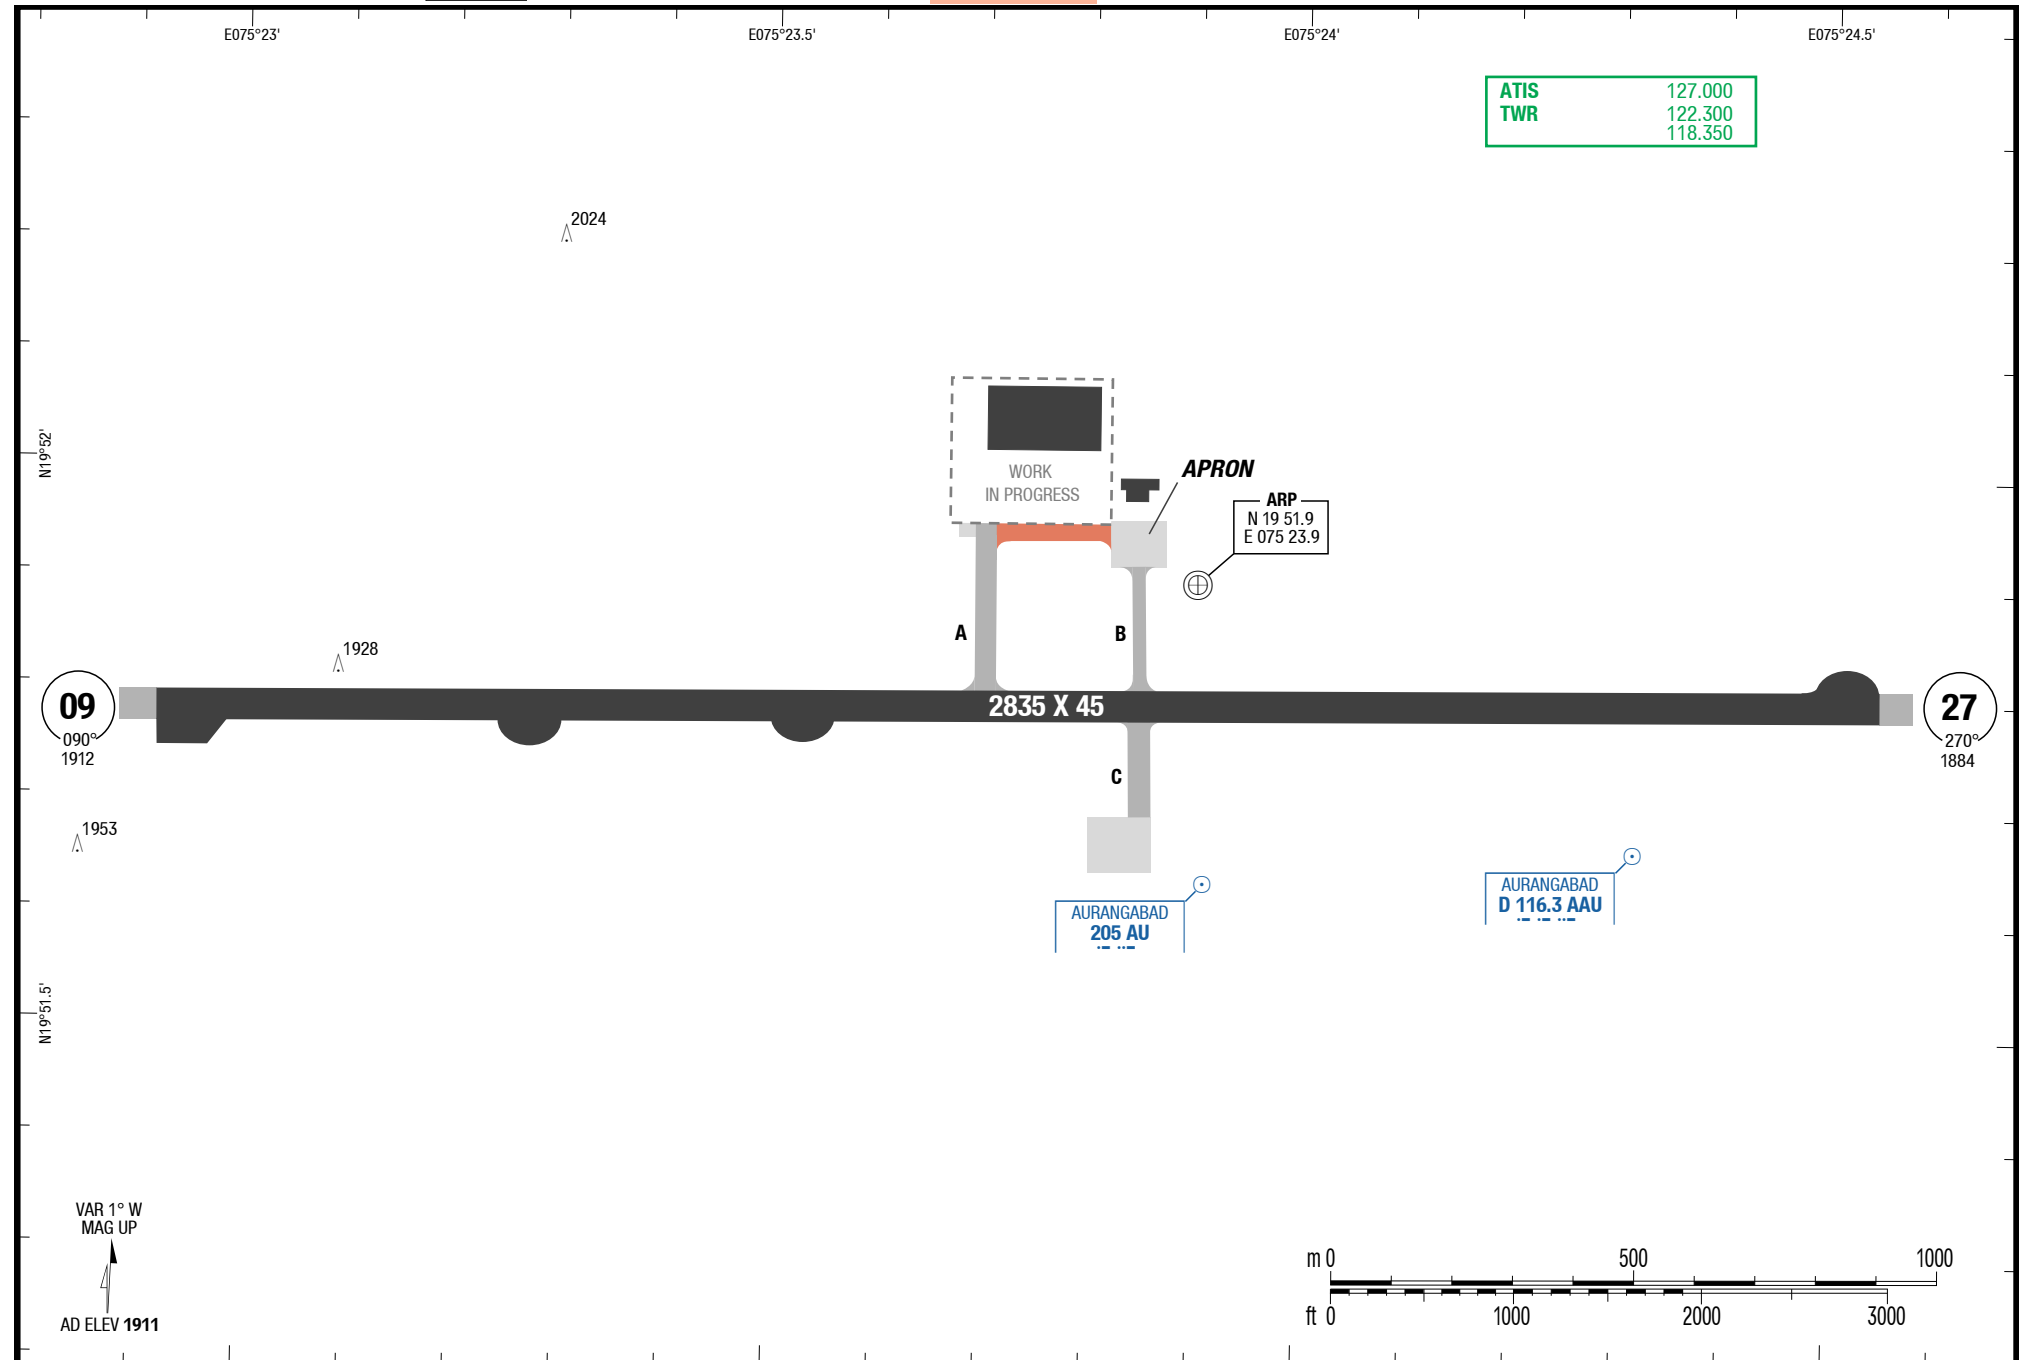 E075°23' E075°23.5' E075°24' E075°24.5'
ATIS 127.000
TWR 122.300
118.350
2024
N19°52'
WORK
IN PROGRESS
APRON
ARP
N 19 51.9
E 075 23.9
A
B
1928
09
090°
1912
2835 X 45
27
270°
1884
C
1953
AURANGABAD
205 AU
AURANGABAD
D 116.3 AAU
N19°51.5'
VAR 1° W
MAG UP
AD ELEV 1911
m 0 500 1000
ft 0 1000 2000 3000